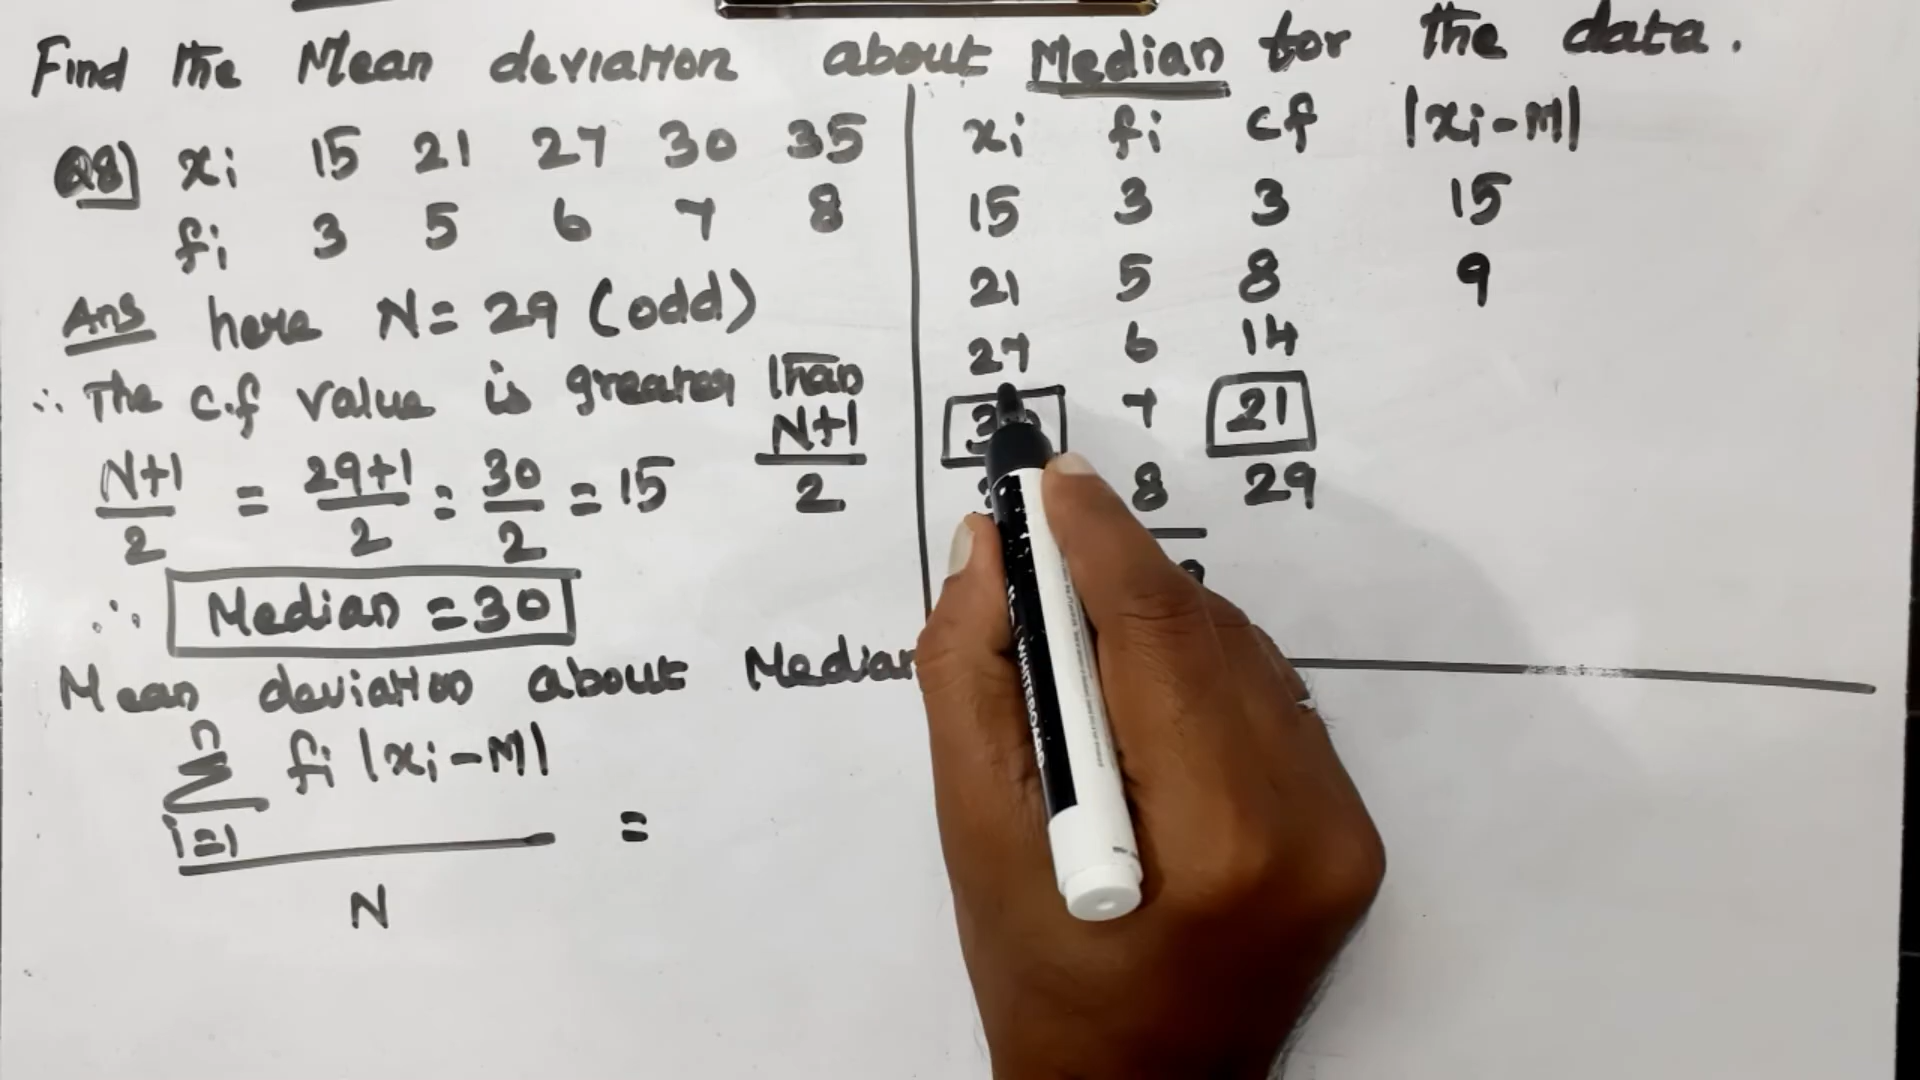 Find the Mean deviation about Median for the data.
Q8) xi 15 21 27 30 35
fi 3 5 6 7 8
Ans here N = 29 (odd)
∴ The c.f value is greater than N+1/2
N+1/2 = 29+1/2 = 30/2 = 15
∴ Median = 30
Mean deviation about Median
n Σ i=1 fi |xi-M| / N =
xi fi cf |xi-M|
15 3 3 15
21 5 8 9
27 6 14
7 21
8 29
WHITEBOARD